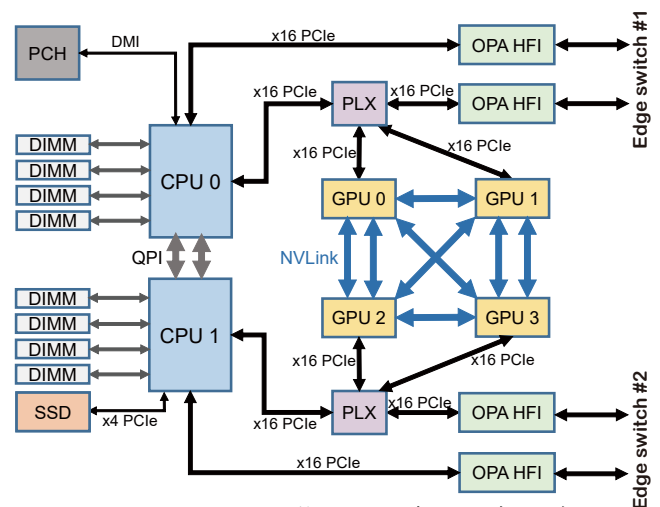 x16 PCIe
OPA HFI
Edge switch #1
PCH
DMI
x16 PCIe
PLX
x16 PCIe
OPA HFI
DIMM
DIMM
DIMM
DIMM
CPU 0
x16 PCIe
x16 PCIe
GPU 0
GPU 1
QPI
NVLink
DIMM
DIMM
DIMM
DIMM
CPU 1
GPU 2
GPU 3
x16 PCIe
x16 PCIe
SSD
x4 PCIe
x16 PCIe
PLX
x16 PCIe
OPA HFI
Edge switch #2
x16 PCIe
OPA HFI